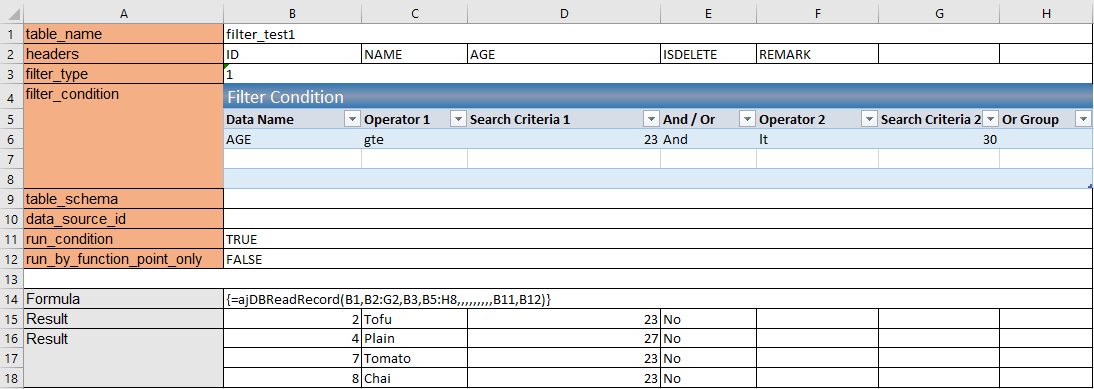 A B C D E F G H
1 table_name filter_test1
2 headers ID NAME AGE ISDELETE REMARK
3 filter_type 1
4 filter_condition Filter Condition
5 Data Name Operator 1 Search Criteria 1 And / Or Operator 2 Search Criteria 2 Or Group
6 AGE gte 23 And lt 30
7
8
9 table_schema
10 data_source_id
11 run_condition TRUE
12 run_by_function_point_only FALSE
13
14 Formula {=ajDBReadRecord(B1,B2:G2,B3,B5:H8,,,,,,,,,B11,B12)}
15 Result 2 Tofu 23 No
16 Result 4 Plain 27 No
17 7 Tomato 23 No
18 8 Chai 23 No